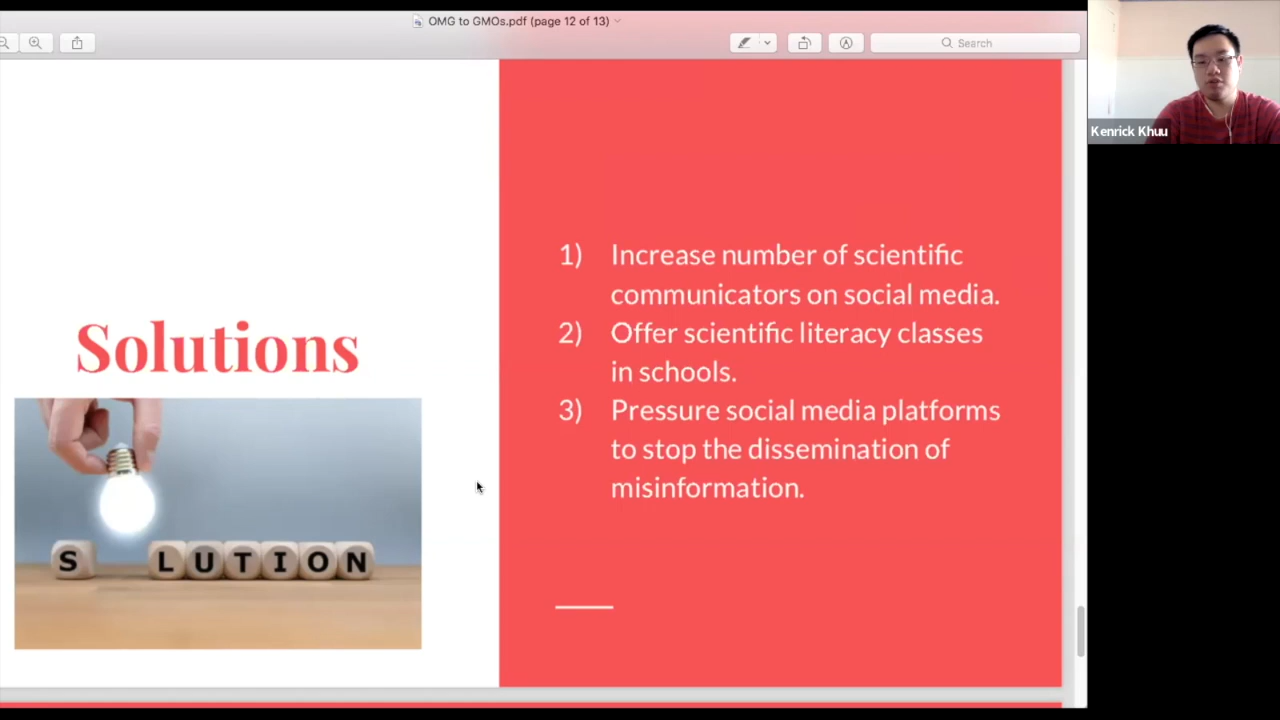 OMG to GMOs.pdf (page 12 of 13)
Search
Kenrick Khuu
Solutions
S LUTION
1) Increase number of scientific
communicators on social media.
2) Offer scientific literacy classes
in schools.
3) Pressure social media platforms
to stop the dissemination of
misinformation.